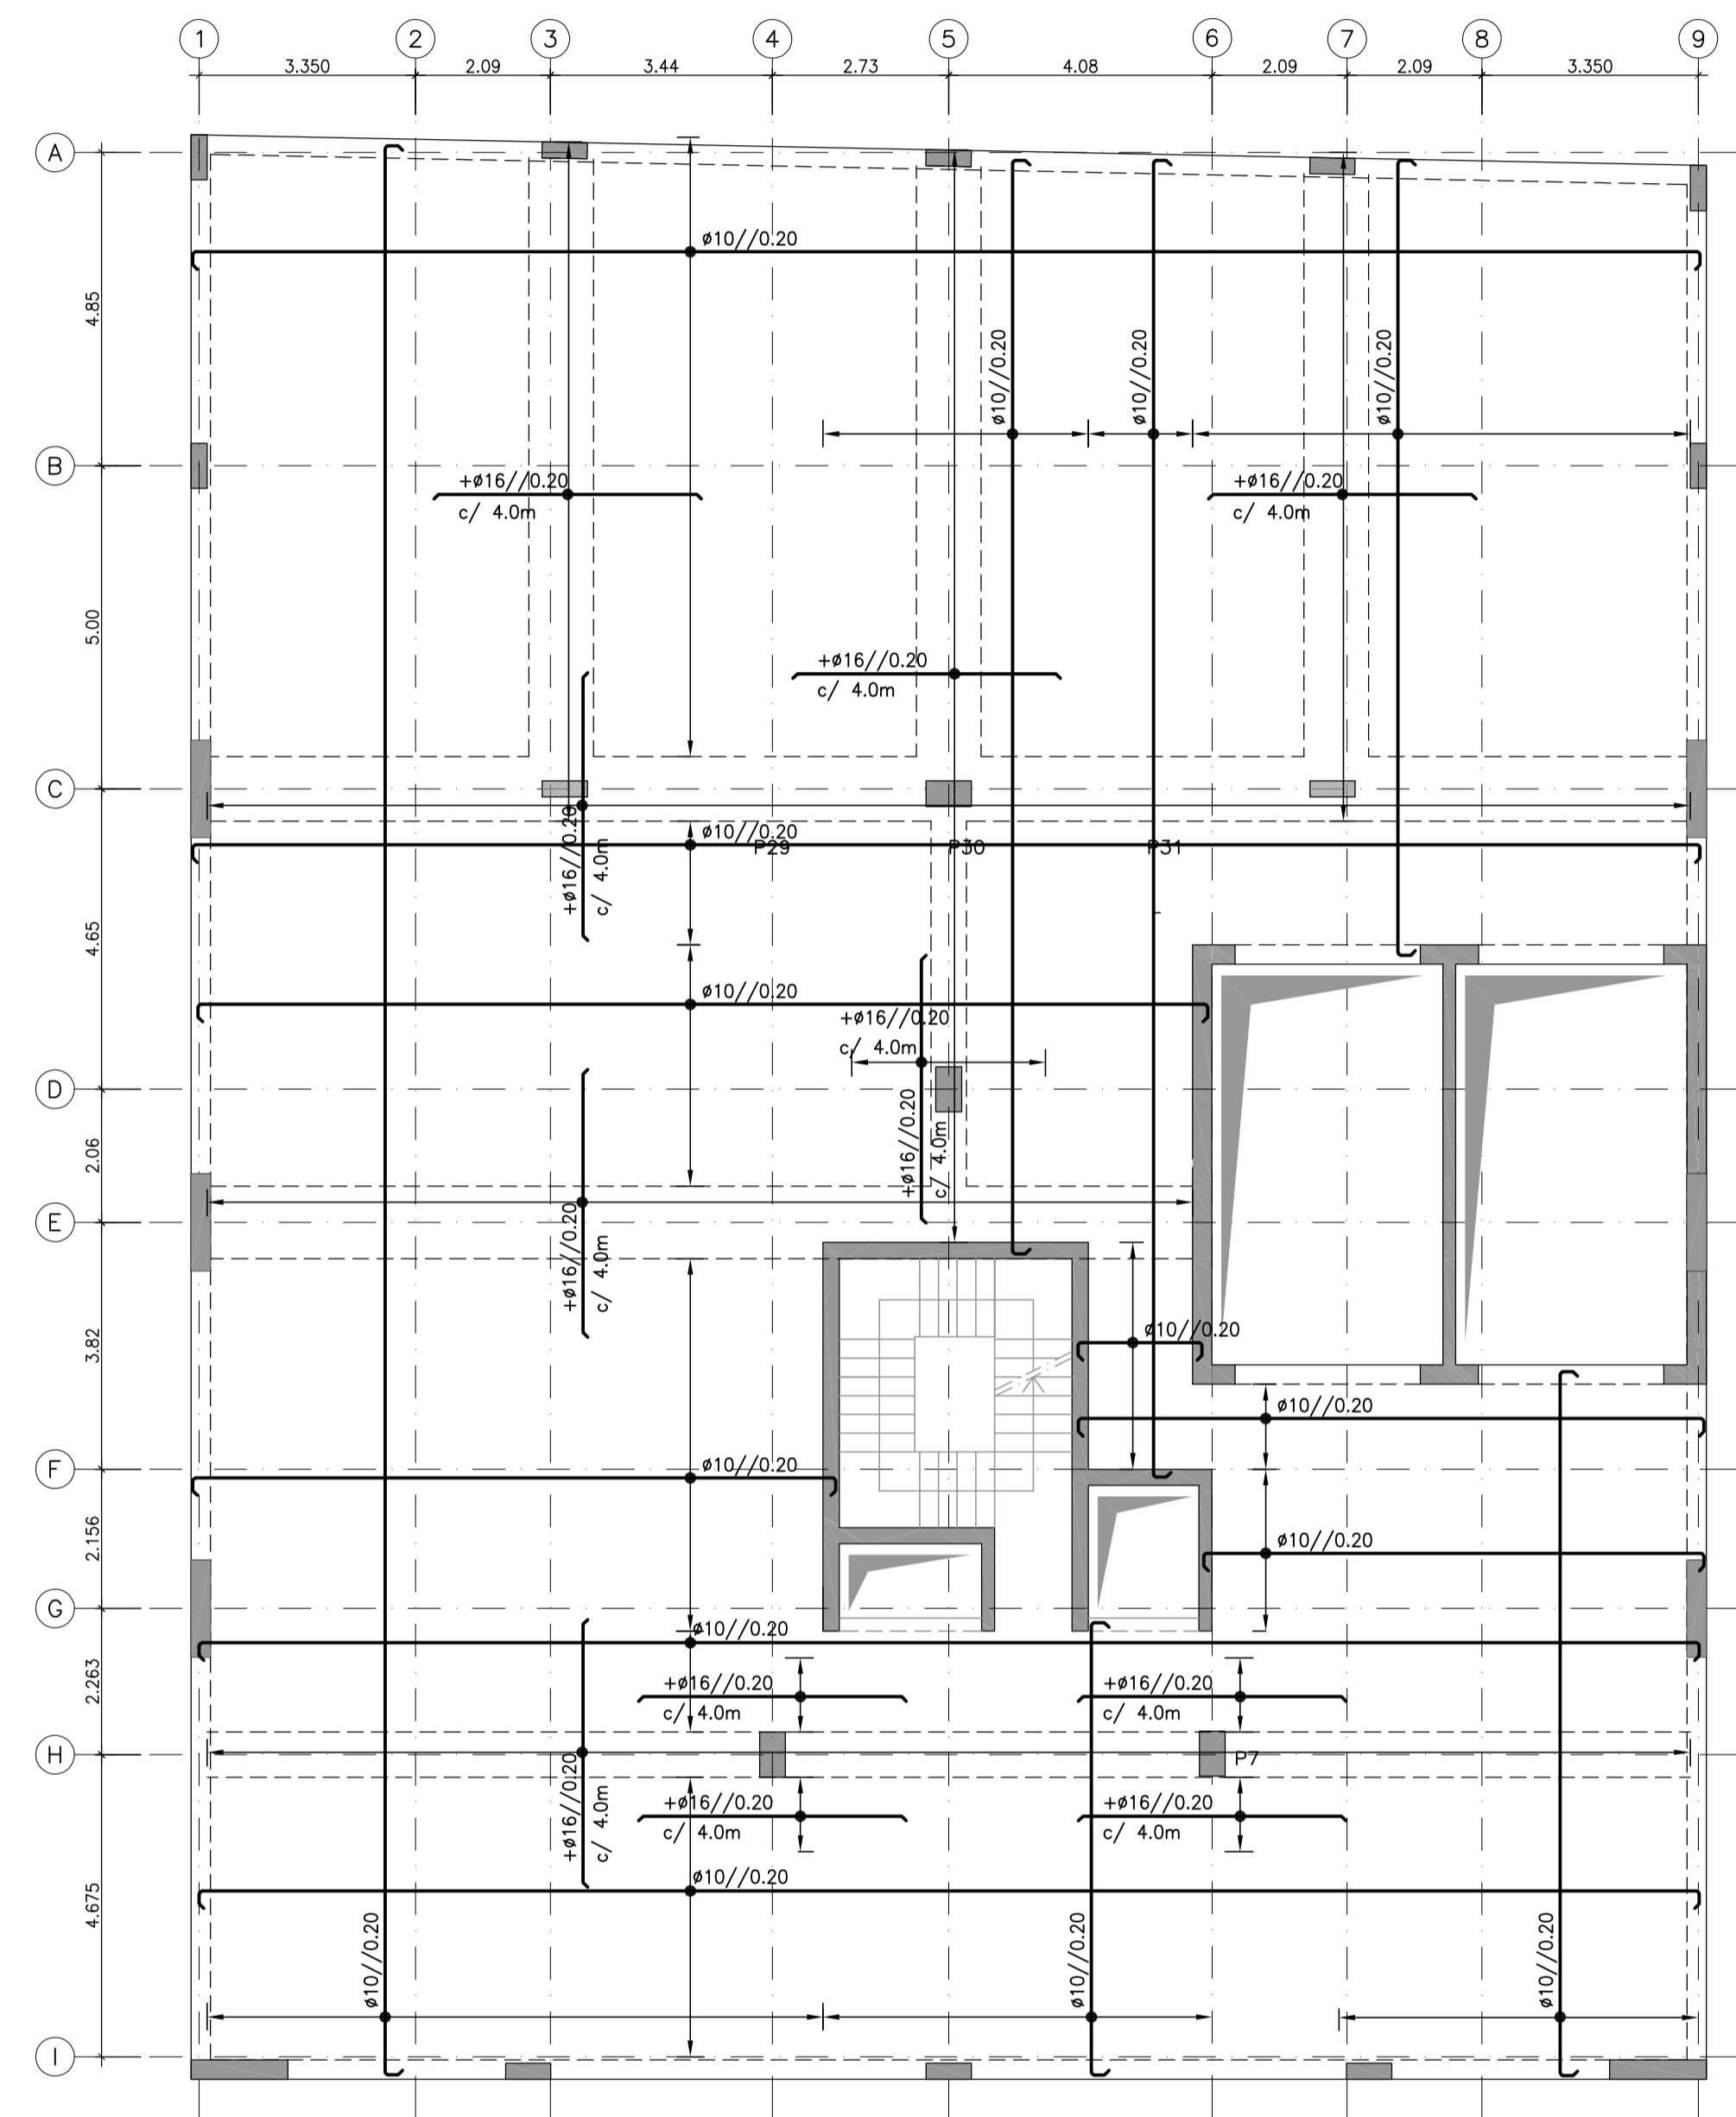 1 2 3 4 5 6 7 8 9
3.350 2.09 3.44 2.73 4.08 2.09 2.09 3.350
A
ø10//0.20
4.85
ø10//0.20
ø10//0.20
ø10//0.20
B
+ø16//0.20
c/ 4.0m
+ø16//0.20
c/ 4.0m
5.00
+ø16//0.20
c/ 4.0m
C
+ø16//0.20
c/ 4.0m
ø10//0.20
P29
P30
P31
4.65
ø10//0.20
+ø16//0.20
c/ 4.0m
D
+ø16//0.20
c/ 4.0m
2.06
E
+ø16//0.20
c/ 4.0m
3.82
ø10//0.20
ø10//0.20
F
ø10//0.20
2.156
ø10//0.20
G
ø10//0.20
2.263
+ø16//0.20
c/ 4.0m
+ø16//0.20
c/ 4.0m
H
P7
+ø16//0.20
c/ 4.0m
+ø16//0.20
c/ 4.0m
+ø16//0.20
c/ 4.0m
4.675
ø10//0.20
ø10//0.20
ø10//0.20
ø10//0.20
I